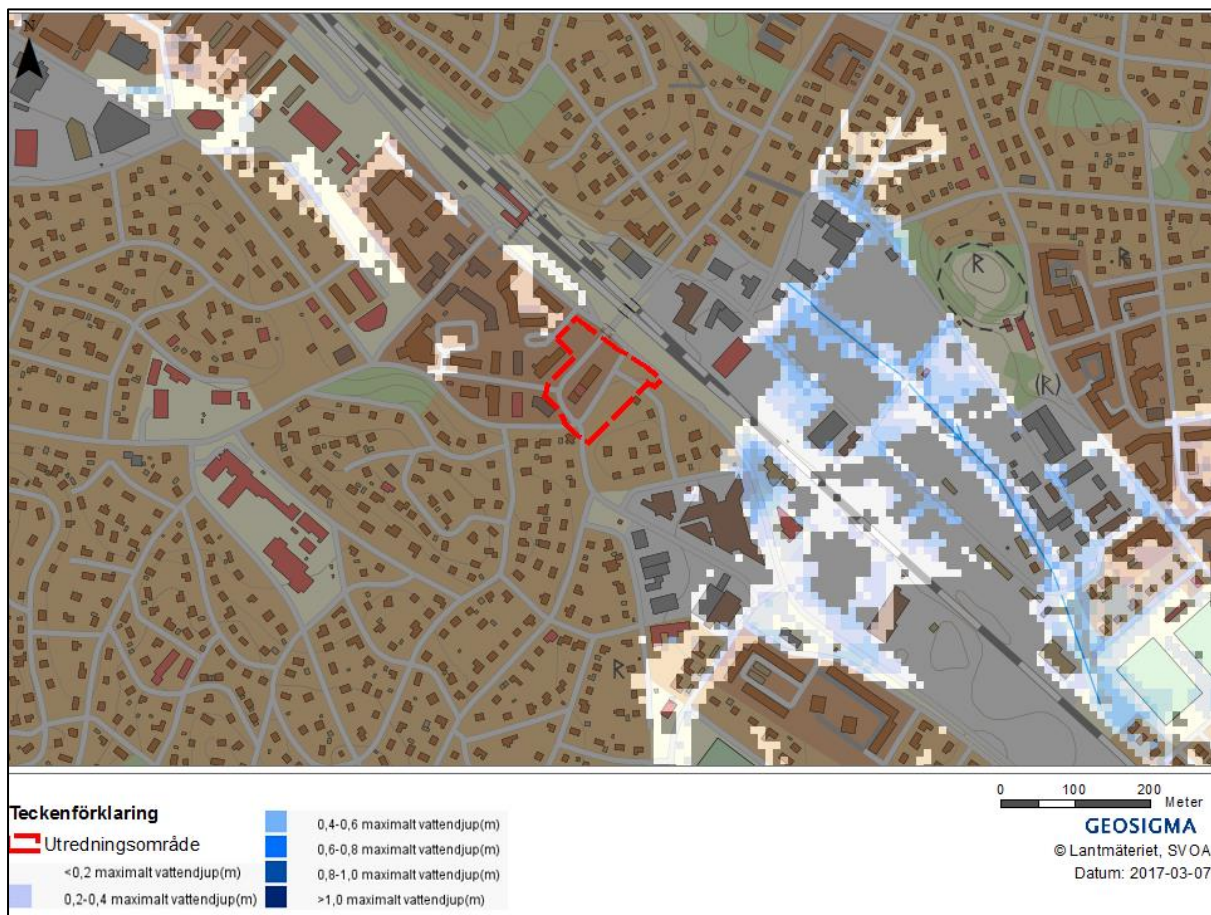 N
R
R
(R)
R
Teckenförklaring
Utredningsområde
<0,2 maximalt vattendjup(m)
0,2-0,4 maximalt vattendjup(m)
0,4-0,6 maximalt vattendjup(m)
0,6-0,8 maximalt vattendjup(m)
0,8-1,0 maximalt vattendjup(m)
>1,0 maximalt vattendjup(m)
0 100 200
Meter
GEOSIGMA
© Lantmäteriet, SVOA
Datum: 2017-03-07